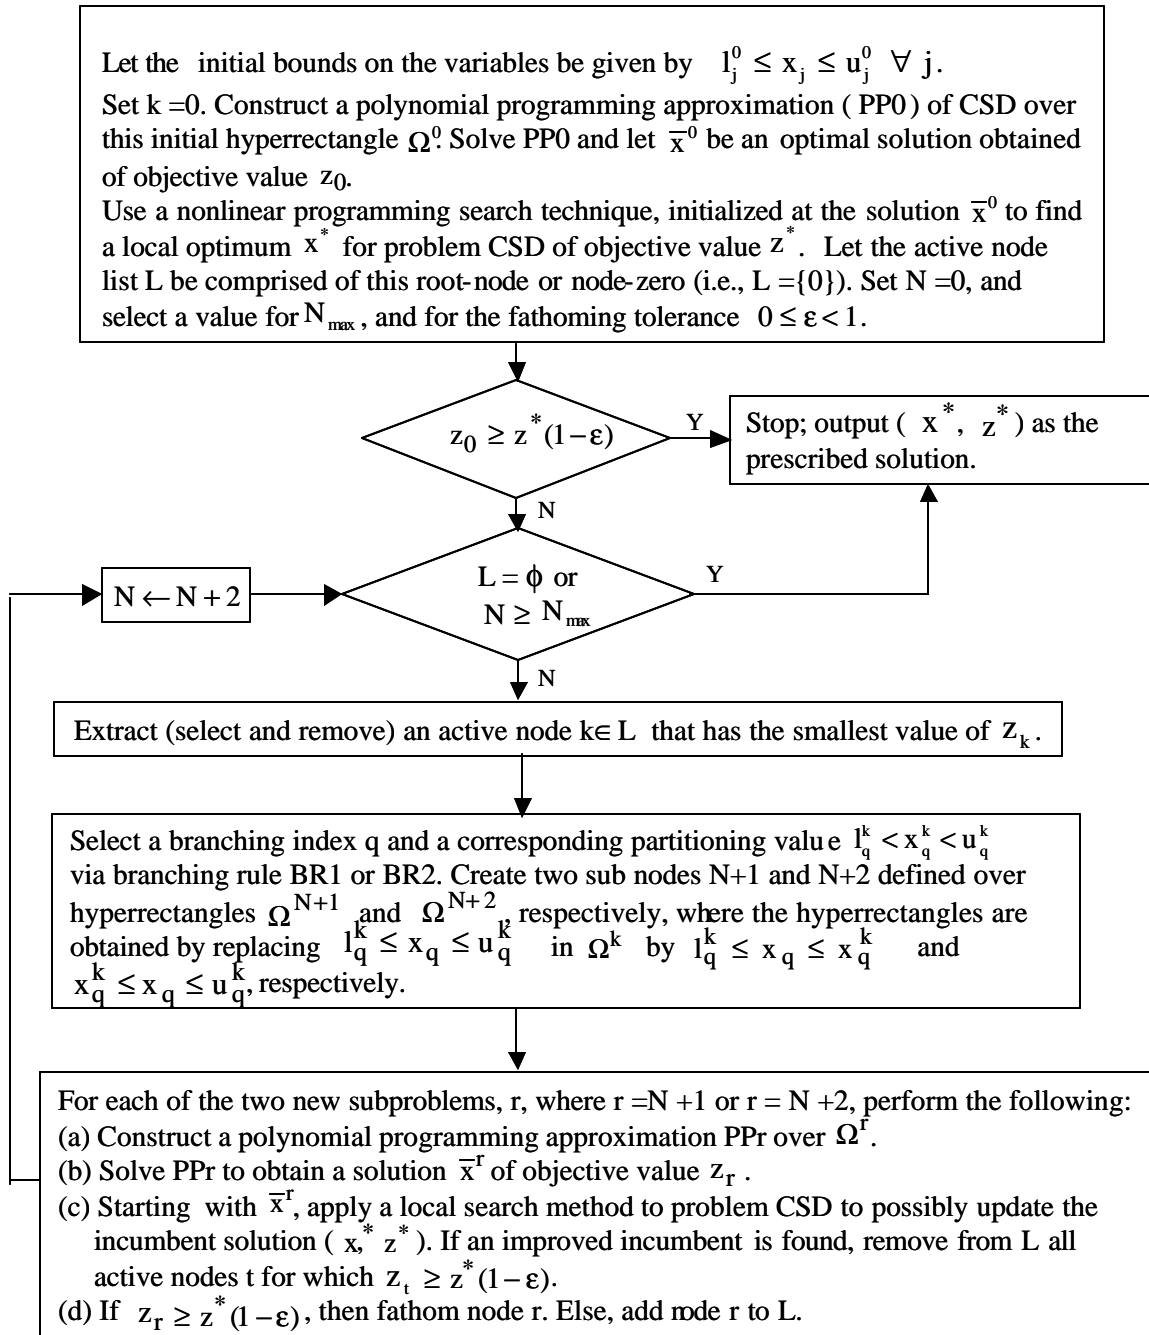 Let the initial bounds on the variables be given by l_j^0 ≤ x_j ≤ u_j^0 ∀ j.
Set k =0. Construct a polynomial programming approximation ( PP0 ) of CSD over
this initial hyperrectangle Ω^0. Solve PP0 and let x̄^0 be an optimal solution obtained
of objective value z_0.
Use a nonlinear programming search technique, initialized at the solution x̄^0 to find
a local optimum x^* for problem CSD of objective value z^*. Let the active node
list L be comprised of this root-node or node-zero (i.e., L ={0}). Set N =0, and
select a value for N_max, and for the fathoming tolerance 0 ≤ ε < 1.
z_0 ≥ z^*(1−ε)
Y
Stop; output ( x^*, z^*) as the
prescribed solution.
N
L = ϕ or
N ≥ N_max
Y
N ← N + 2
N
Extract (select and remove) an active node k∈ L that has the smallest value of z_k.
Select a branching index q and a corresponding partitioning value l_q^k < x_q^k < u_q^k
via branching rule BR1 or BR2. Create two sub nodes N+1 and N+2 defined over
hyperrectangles Ω^{N+1} and Ω^{N+2}, respectively, where the hyperrectangles are
obtained by replacing l_q^k ≤ x_q ≤ u_q^k in Ω^k by l_q^k ≤ x_q ≤ x_q^k and
x_q^k ≤ x_q ≤ u_q^k, respectively.
For each of the two new subproblems, r, where r =N +1 or r = N +2, perform the following:
(a) Construct a polynomial programming approximation PPr over Ω^r.
(b) Solve PPr to obtain a solution x̄^r of objective value z_r.
(c) Starting with x̄^r, apply a local search method to problem CSD to possibly update the
incumbent solution ( x,^* z^*). If an improved incumbent is found, remove from L all
active nodes t for which z_t ≥ z^*(1−ε).
(d) If z_r ≥ z^*(1−ε), then fathom node r. Else, add node r to L.